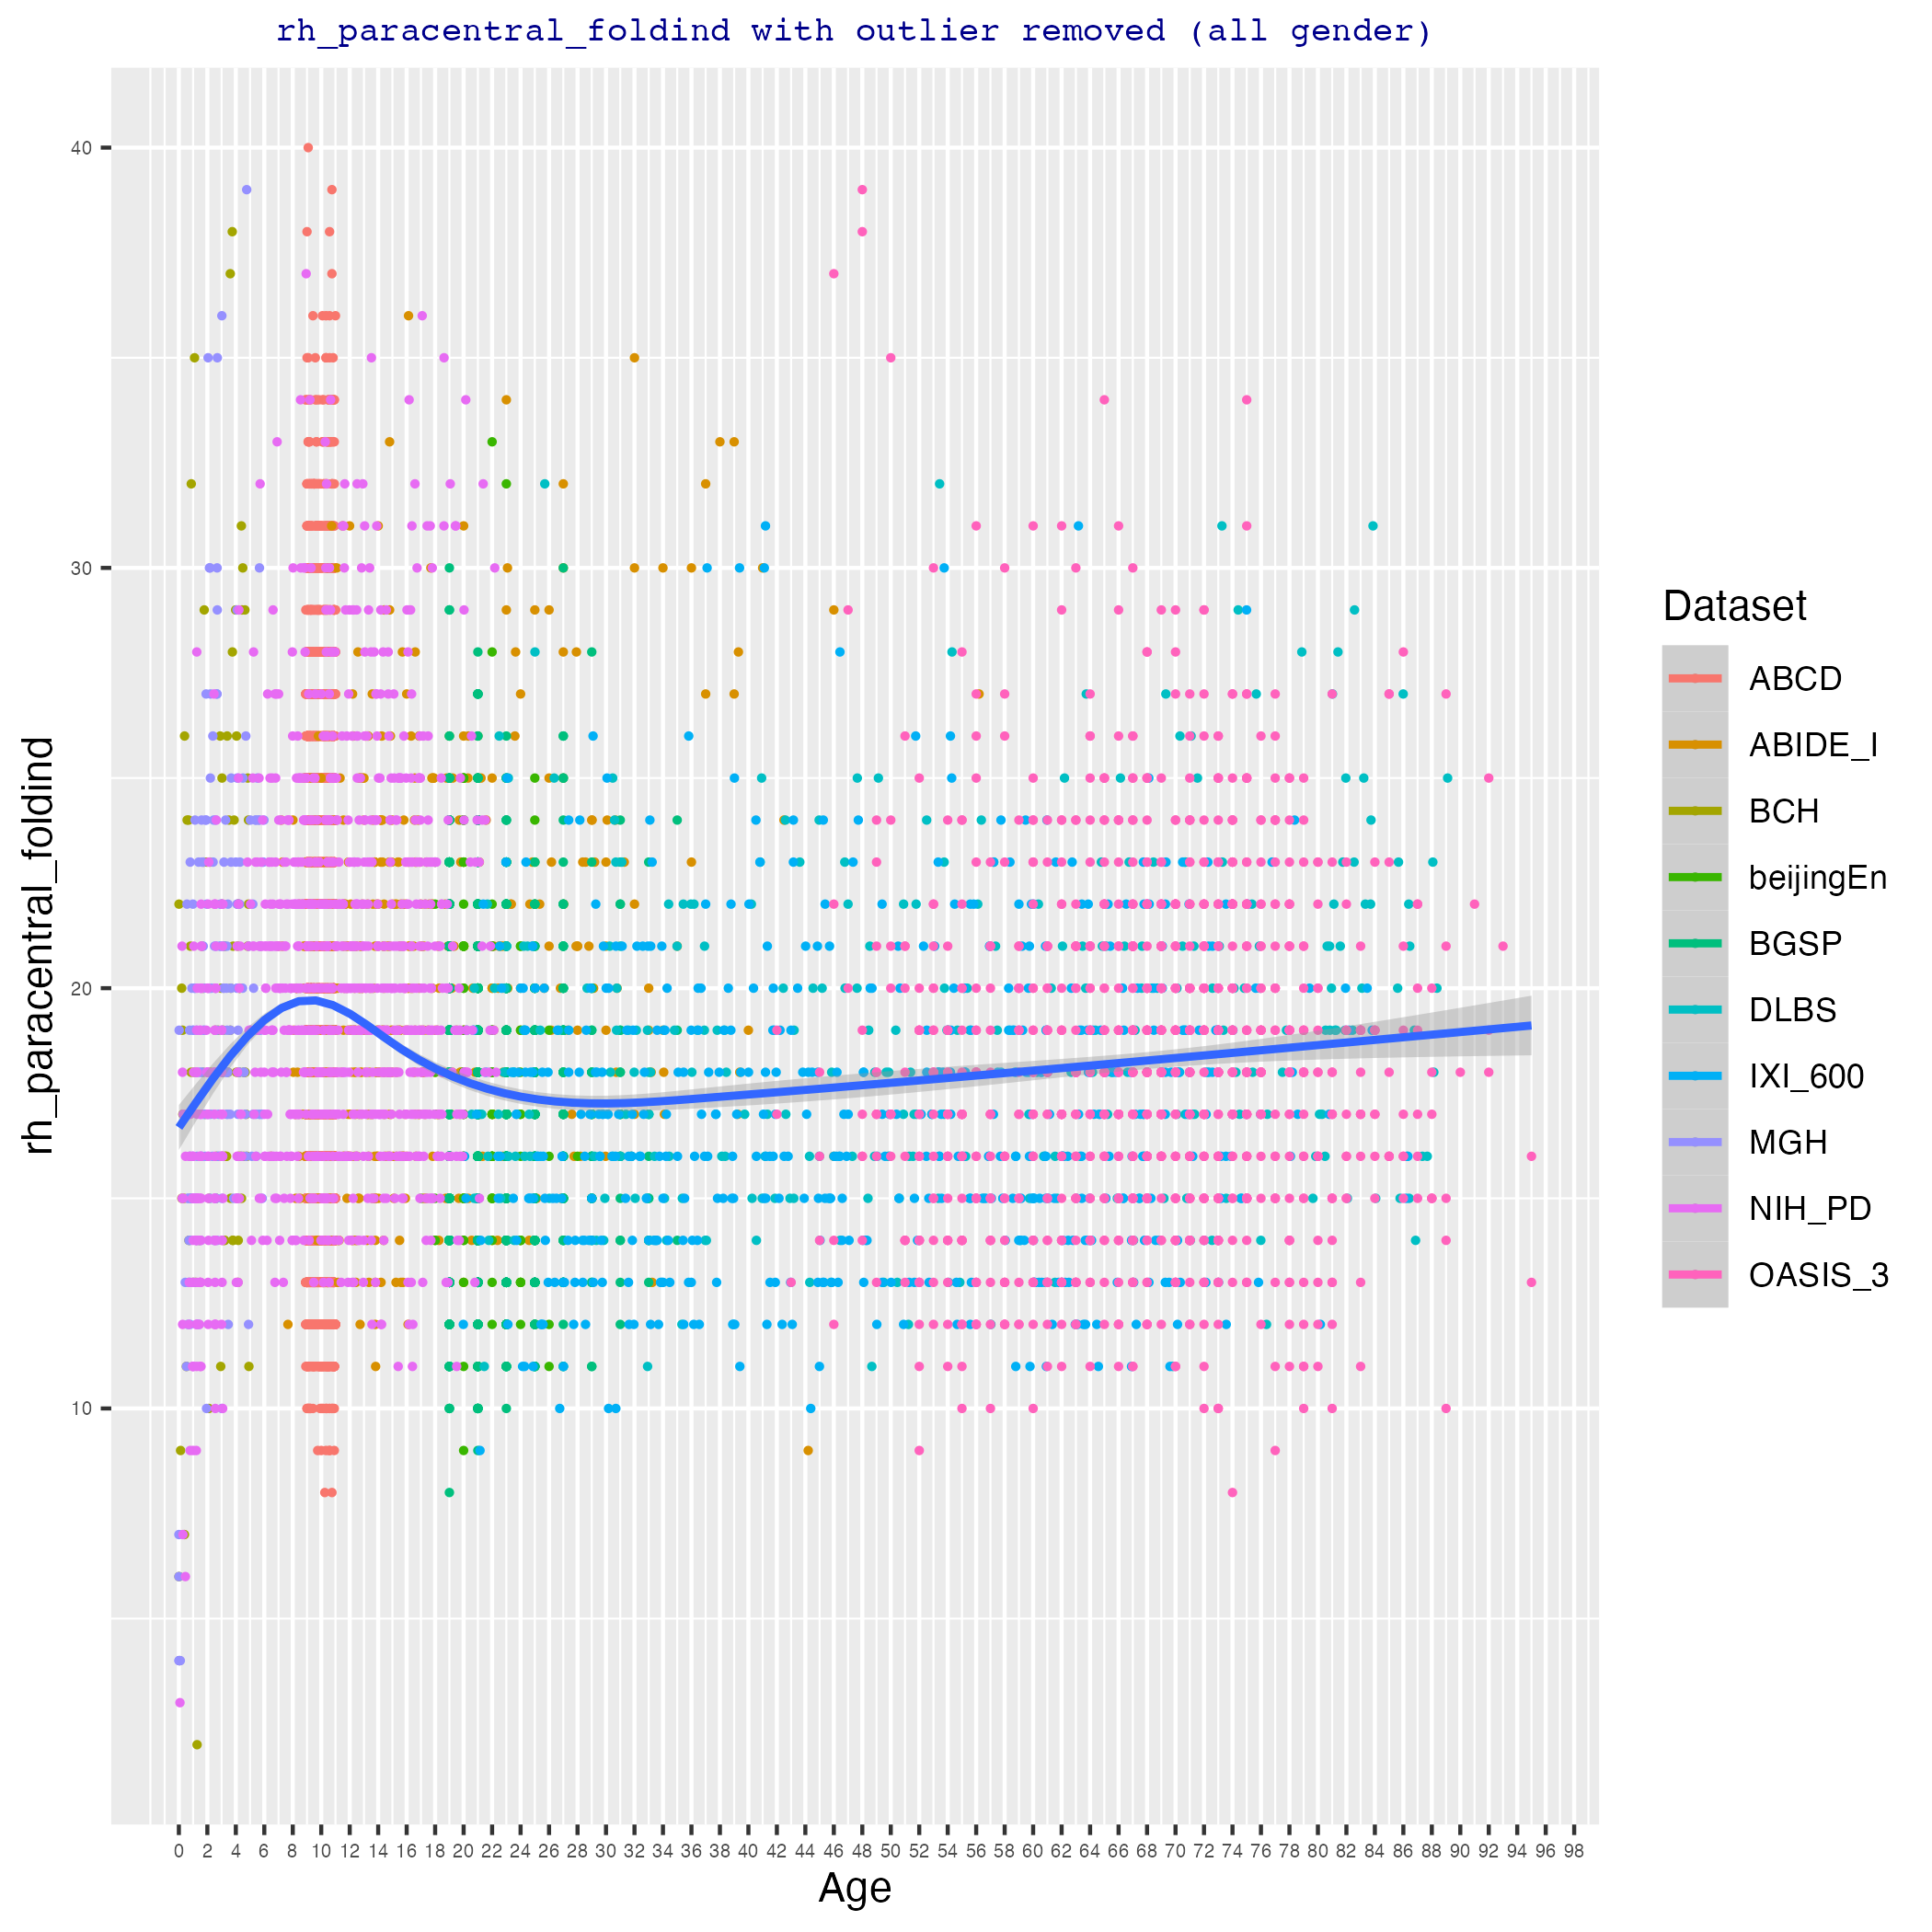 rh_paracentral_foldind with outlier removed (all gender)
rh_paracentral_foldind
40
30
20
10
0 2 4 6 8 10 12 14 16 18 20 22 24 26 28 30 32 34 36 38 40 42 44 46 48 50 52 54 56 58 60 62 64 66 68 70 72 74 76 78 80 82 84 86 88 90 92 94 96 98
Age
Dataset
ABCD
ABIDE_I
BCH
beijingEn
BGSP
DLBS
IXI_600
MGH
NIH_PD
OASIS_3